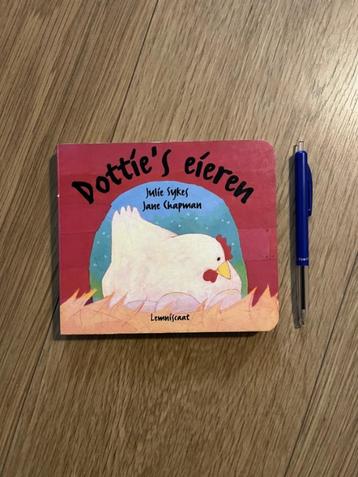 Dottie's eieren
Julie Sykes
Jane Chapman
Lemniscaat